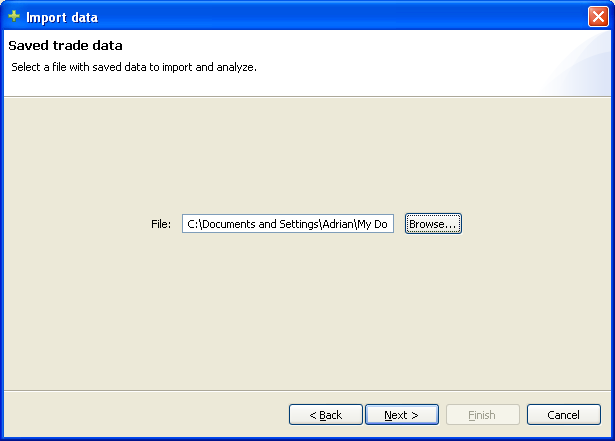 Import data
Saved trade data
Select a file with saved data to import and analyze.
File: C:\Documents and Settings\Adrian\My Do Browse...
< Back Next > Finish Cancel